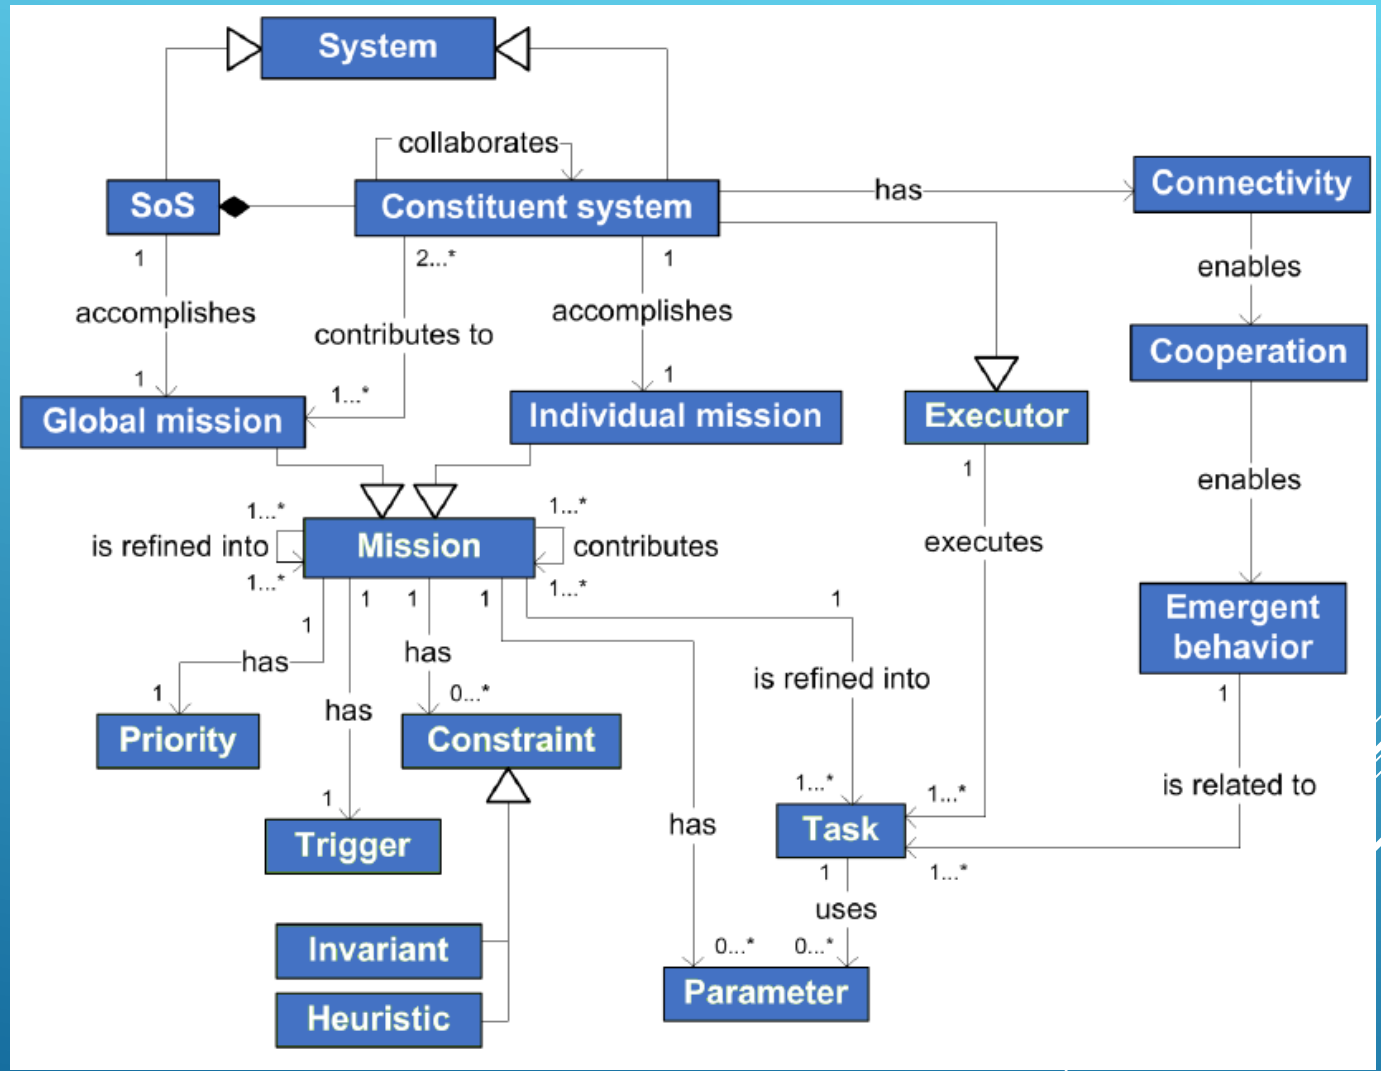 System
collaborates
SoS
Constituent system
has
Connectivity
1
2...*
1
enables
accomplishes
contributes to
accomplishes
Cooperation
1
1...*
1
Global mission
Individual mission
Executor
1
enables
1...*
1...*
is refined into
Mission
contributes
executes
1...*
1...*
1
1
1
1
1
Emergent
behavior
has
has
is refined into
1
0...*
1
has
Priority
Constraint
1
1...*
1...*
is related to
has
Trigger
Task
1
1...*
uses
Invariant
0...*
0...*
Parameter
Heuristic